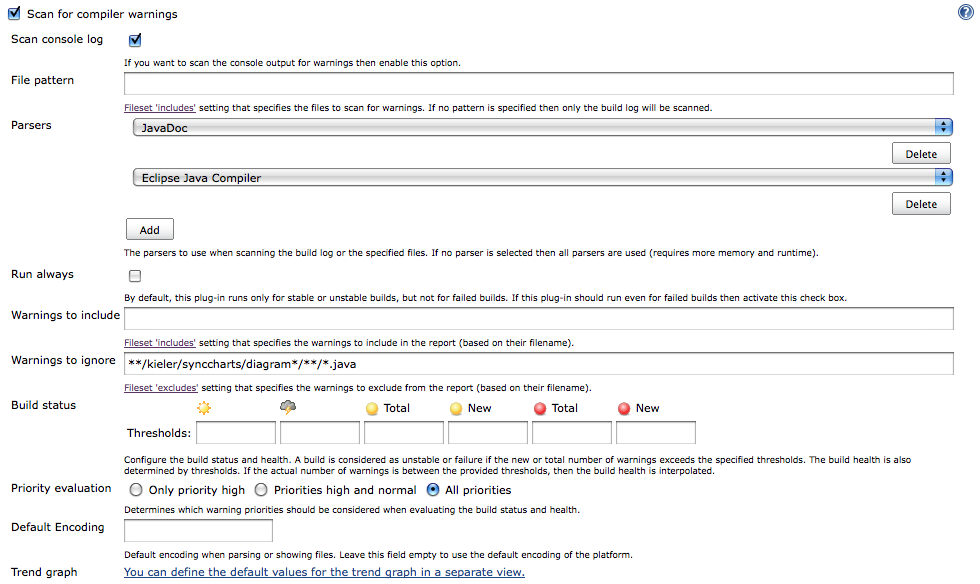 Scan for compiler warnings
Scan console log
If you want to scan the console output for warnings then enable this option.
File pattern
Fileset 'includes' setting that specifies the files to scan for warnings. If no pattern is specified then only the build log will be scanned.
Parsers
JavaDoc
Delete
Eclipse Java Compiler
Delete
Add
The parsers to use when scanning the build log or the specified files. If no parser is selected then all parsers are used (requires more memory and runtime).
Run always
By default, this plug-in runs only for stable or unstable builds, but not for failed builds. If this plug-in should run even for failed builds then activate this check box.
Warnings to include
Fileset 'includes' setting that specifies the warnings to include in the report (based on their filename).
Warnings to ignore **/kieler/synccharts/diagram*/**/*.java
Fileset 'excludes' setting that specifies the warnings to exclude from the report (based on their filename).
Build status Total New Total New
Thresholds:
Configure the build status and health. A build is considered as unstable or failure if the new or total number of warnings exceeds the specified thresholds. The build health is also
determined by thresholds. If the actual number of warnings is between the provided thresholds, then the build health is interpolated.
Priority evaluation Only priority high Priorities high and normal All priorities
Determines which warning priorities should be considered when evaluating the build status and health.
Default Encoding
Default encoding when parsing or showing files. Leave this field empty to use the default encoding of the platform.
Trend graph You can define the default values for the trend graph in a separate view.